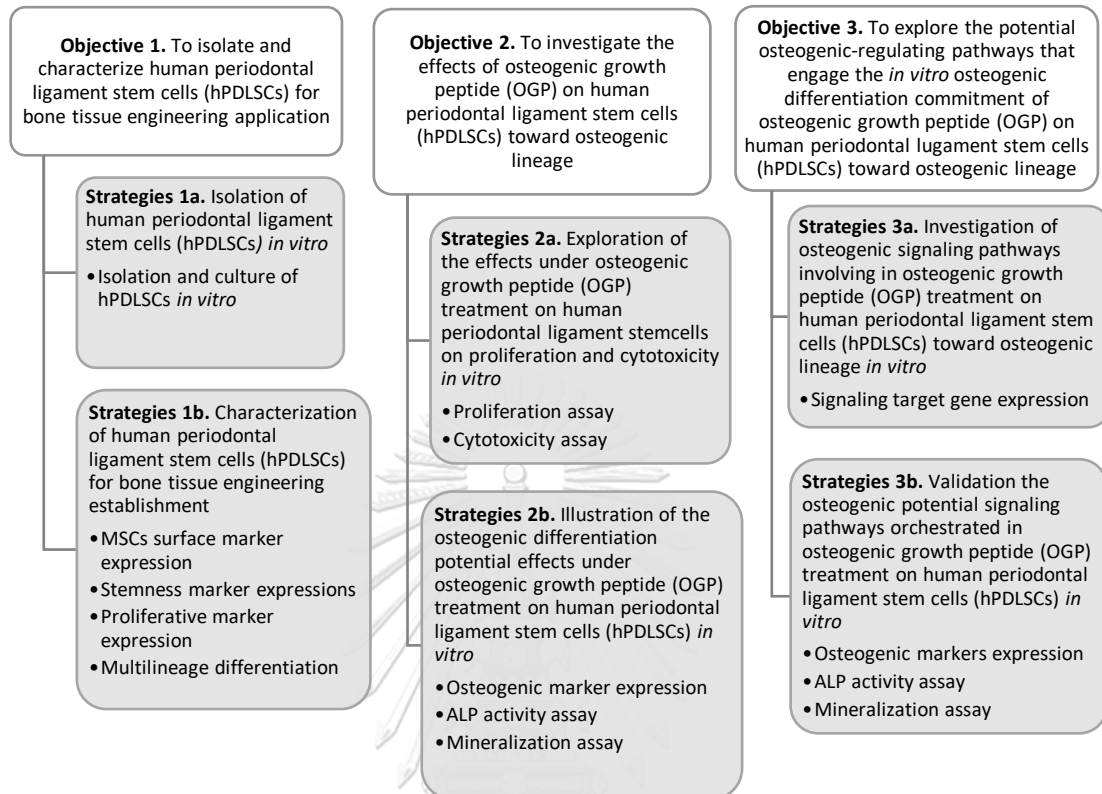 Objective 1. To isolate and
characterize human periodontal
ligament stem cells (hPDLSCs) for
bone tissue engineering application
Strategies 1a. Isolation of
human periodontal ligament
stem cells (hPDLSCs) in vitro
•Isolation and culture of
hPDLSCs in vitro
Strategies 1b. Characterization
of human periodontal
ligament stem cells (hPDLSCs)
for bone tissue engineering
establishment
•MSCs surface marker
expression
•Stemness marker expressions
•Proliferative marker
expression
•Multilineage differentiation
Objective 2. To investigate the
effects of osteogenic growth
peptide (OGP) on human
periodontal ligament stem cells
(hPDLSCs) toward osteogenic
lineage
Strategies 2a. Exploration of
the effects under osteogenic
growth peptide (OGP)
treatment on human
periodontal ligament stemcells
on proliferation and cytotoxicity
in vitro
•Proliferation assay
•Cytotoxicity assay
Strategies 2b. Illustration of the
osteogenic differentiation
potential effects under
osteogenic growth peptide (OGP)
treatment on human periodontal
ligament stem cells (hPDLSCs) in
vitro
•Osteogenic marker expression
•ALP activity assay
•Mineralization assay
Objective 3. To explore the potential
osteogenic-regulating pathways that
engage the in vitro osteogenic
differentiation commitment of
osteogenic growth peptide (OGP) on
human periodontal lugament stem cells
(hPDLSCs) toward osteogenic lineage
Strategies 3a. Investigation of
osteogenic signaling pathways
involving in osteogenic growth
peptide (OGP) treatment on
human periodontal ligament stem
cells (hPDLSCs) toward osteogenic
lineage in vitro
•Signaling target gene expression
Strategies 3b. Validation the
osteogenic potential signaling
pathways orchestrated in
osteogenic growth peptide (OGP)
treatment on human periodontal
ligament stem cells (hPDLSCs) in
vitro
•Osteogenic markers expression
•ALP activity assay
•Mineralization assay